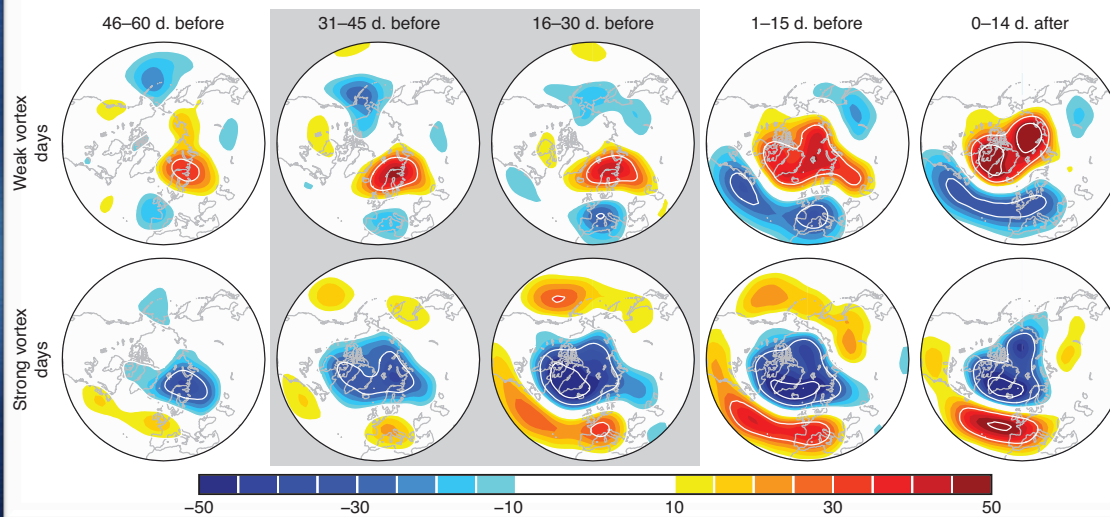 46–60 d. before
31–45 d. before
16–30 d. before
1–15 d. before
0–14 d. after
Weak vortex
days
Strong vortex
days
−50
−30
−10
10
30
50